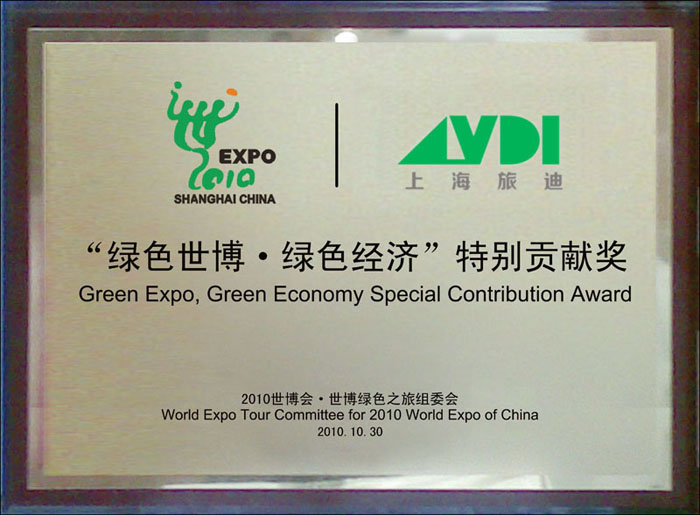 EXPO
2010
SHANGHAI CHINA
AVDI
上海旅迪
“绿色世博·绿色经济”特别贡献奖
Green Expo, Green Economy Special Contribution Award
2010世博会·世博绿色之旅组委会
World Expo Tour Committee for 2010 World Expo of China
2010.10.30